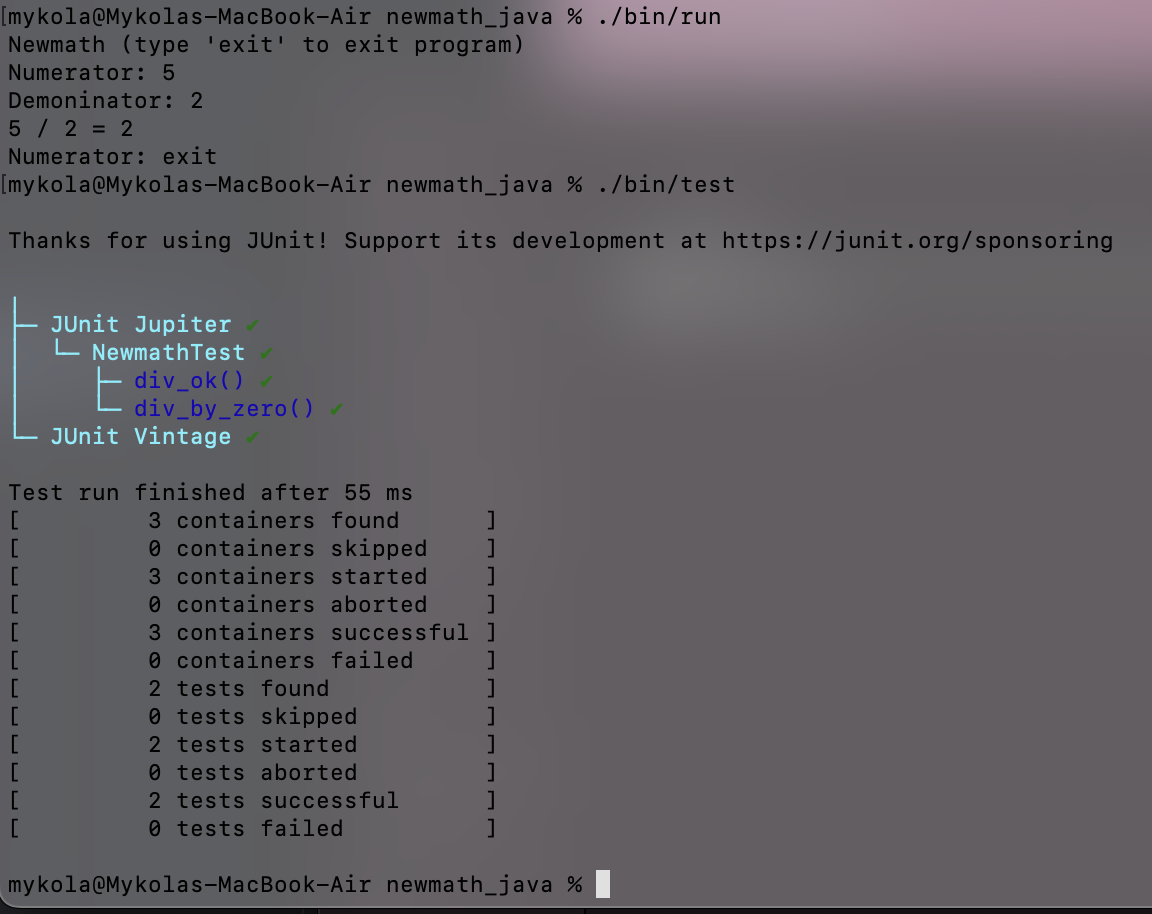 [mykola@Mykolas-MacBook-Air newmath_java % ./bin/run
Newmath (type 'exit' to exit program)
Numerator: 5
Demoninator: 2
5 / 2 = 2
Numerator: exit
[mykola@Mykolas-MacBook-Air newmath_java % ./bin/test
Thanks for using JUnit! Support its development at https://junit.org/sponsoring
├─ JUnit Jupiter ✔
│  └─ NewmathTest ✔
│     ├─ div_ok() ✔
│     └─ div_by_zero() ✔
└─ JUnit Vintage ✔
Test run finished after 55 ms
[         3 containers found      ]
[         0 containers skipped    ]
[         3 containers started    ]
[         0 containers aborted    ]
[         3 containers successful ]
[         0 containers failed     ]
[         2 tests found           ]
[         0 tests skipped         ]
[         2 tests started         ]
[         0 tests aborted         ]
[         2 tests successful      ]
[         0 tests failed          ]
mykola@Mykolas-MacBook-Air newmath_java %